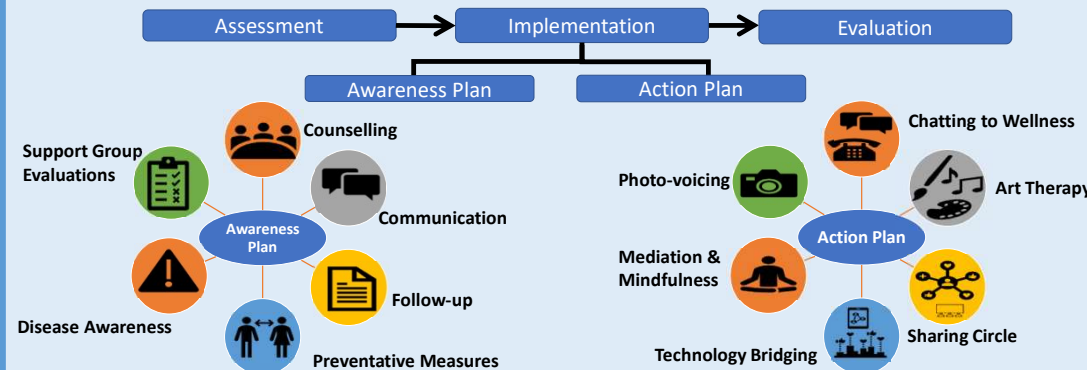 Assessment
Implementation
Evaluation
Awareness Plan
Action Plan
Counselling
Support Group
Evaluations
Communication
Awareness
Plan
Follow-up
Disease Awareness
Preventative Measures
Chatting to Wellness
Photo-voicing
Art Therapy
Action Plan
Mediation &
Mindfulness
Sharing Circle
Technology Bridging